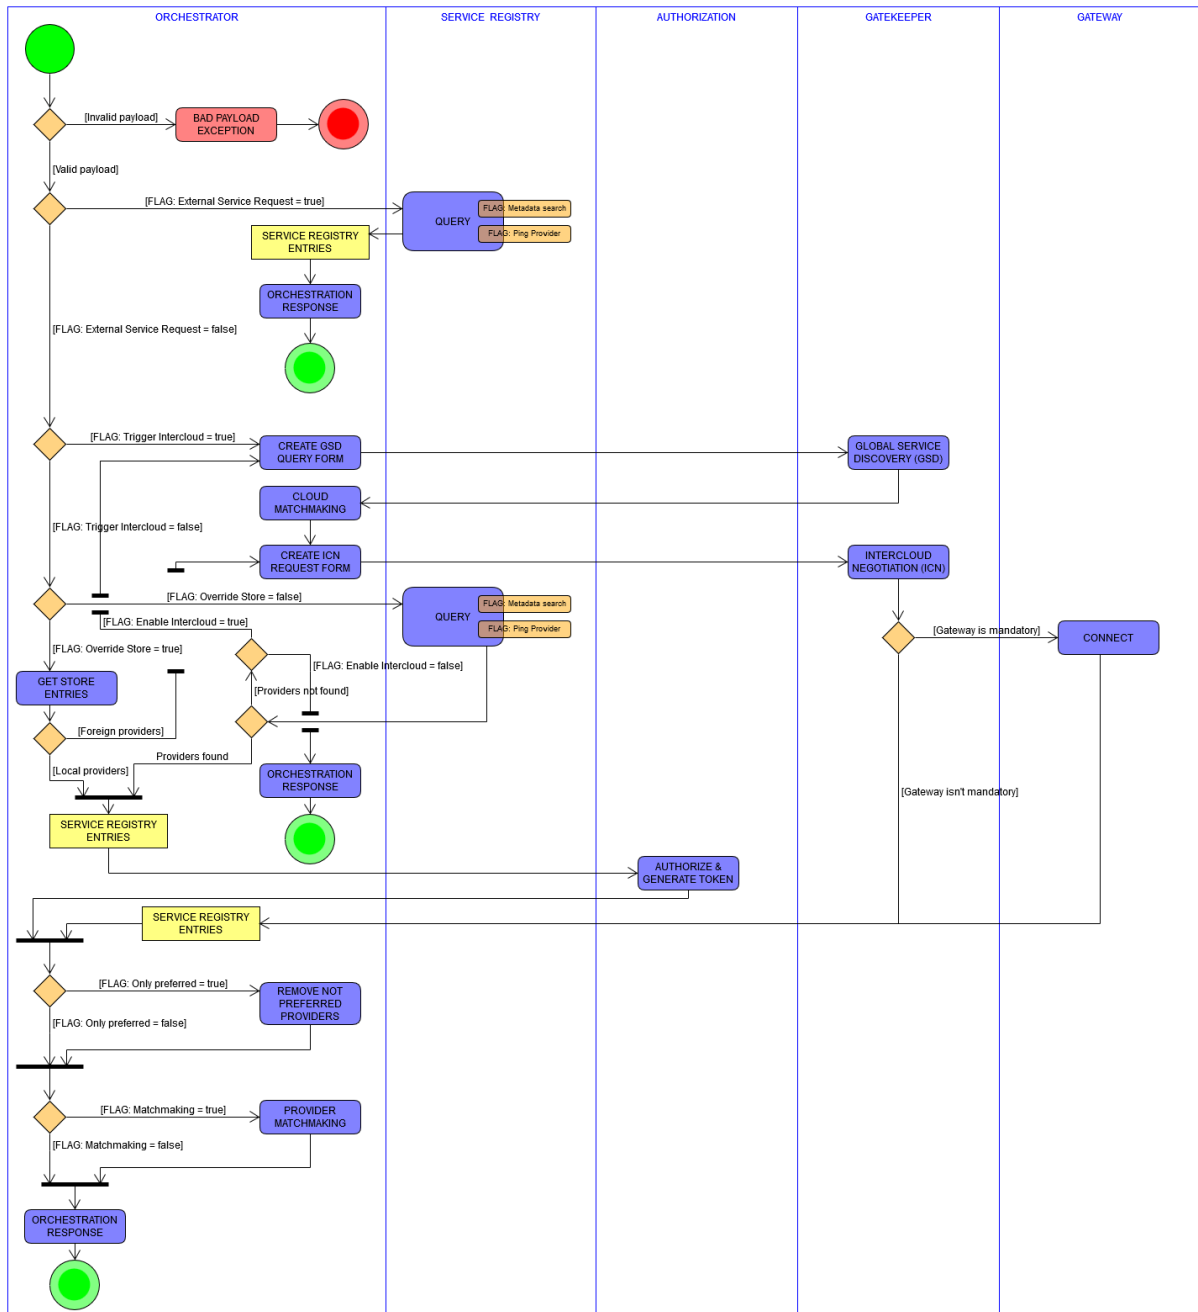 ORCHESTRATOR
SERVICE REGISTRY
AUTHORIZATION
GATEKEEPER
GATEWAY
[Invalid payload]
BAD PAYLOAD
EXCEPTION
[Valid payload]
[FLAG: External Service Request = true]
QUERY
FLAG: Metadata search
FLAG: Ping Provider
SERVICE REGISTRY
ENTRIES
ORCHESTRATION
RESPONSE
[FLAG: External Service Request = false]
[FLAG: Trigger Intercloud = true]
CREATE GSD
QUERY FORM
GLOBAL SERVICE
DISCOVERY (GSD)
CLOUD
MATCHMAKING
[FLAG: Trigger Intercloud = false]
CREATE ICN
REQUEST FORM
INTERCLOUD
NEGOTIATION (ICN)
[FLAG: Override Store = false]
QUERY
FLAG: Metadata search
FLAG: Ping Provider
[FLAG: Enable Intercloud = true]
[Gateway is mandatory]
CONNECT
[FLAG: Override Store = true]
[FLAG: Enable Intercloud = false]
GET STORE
ENTRIES
[Providers not found]
[Foreign providers]
Providers found
[Local providers]
ORCHESTRATION
RESPONSE
[Gateway isn't mandatory]
SERVICE REGISTRY
ENTRIES
AUTHORIZE &
GENERATE TOKEN
SERVICE REGISTRY
ENTRIES
[FLAG: Only preferred = true]
REMOVE NOT
PREFERRED
PROVIDERS
[FLAG: Only preferred = false]
[FLAG: Matchmaking = true]
PROVIDER
MATCHMAKING
[FLAG: Matchmaking = false]
ORCHESTRATION
RESPONSE